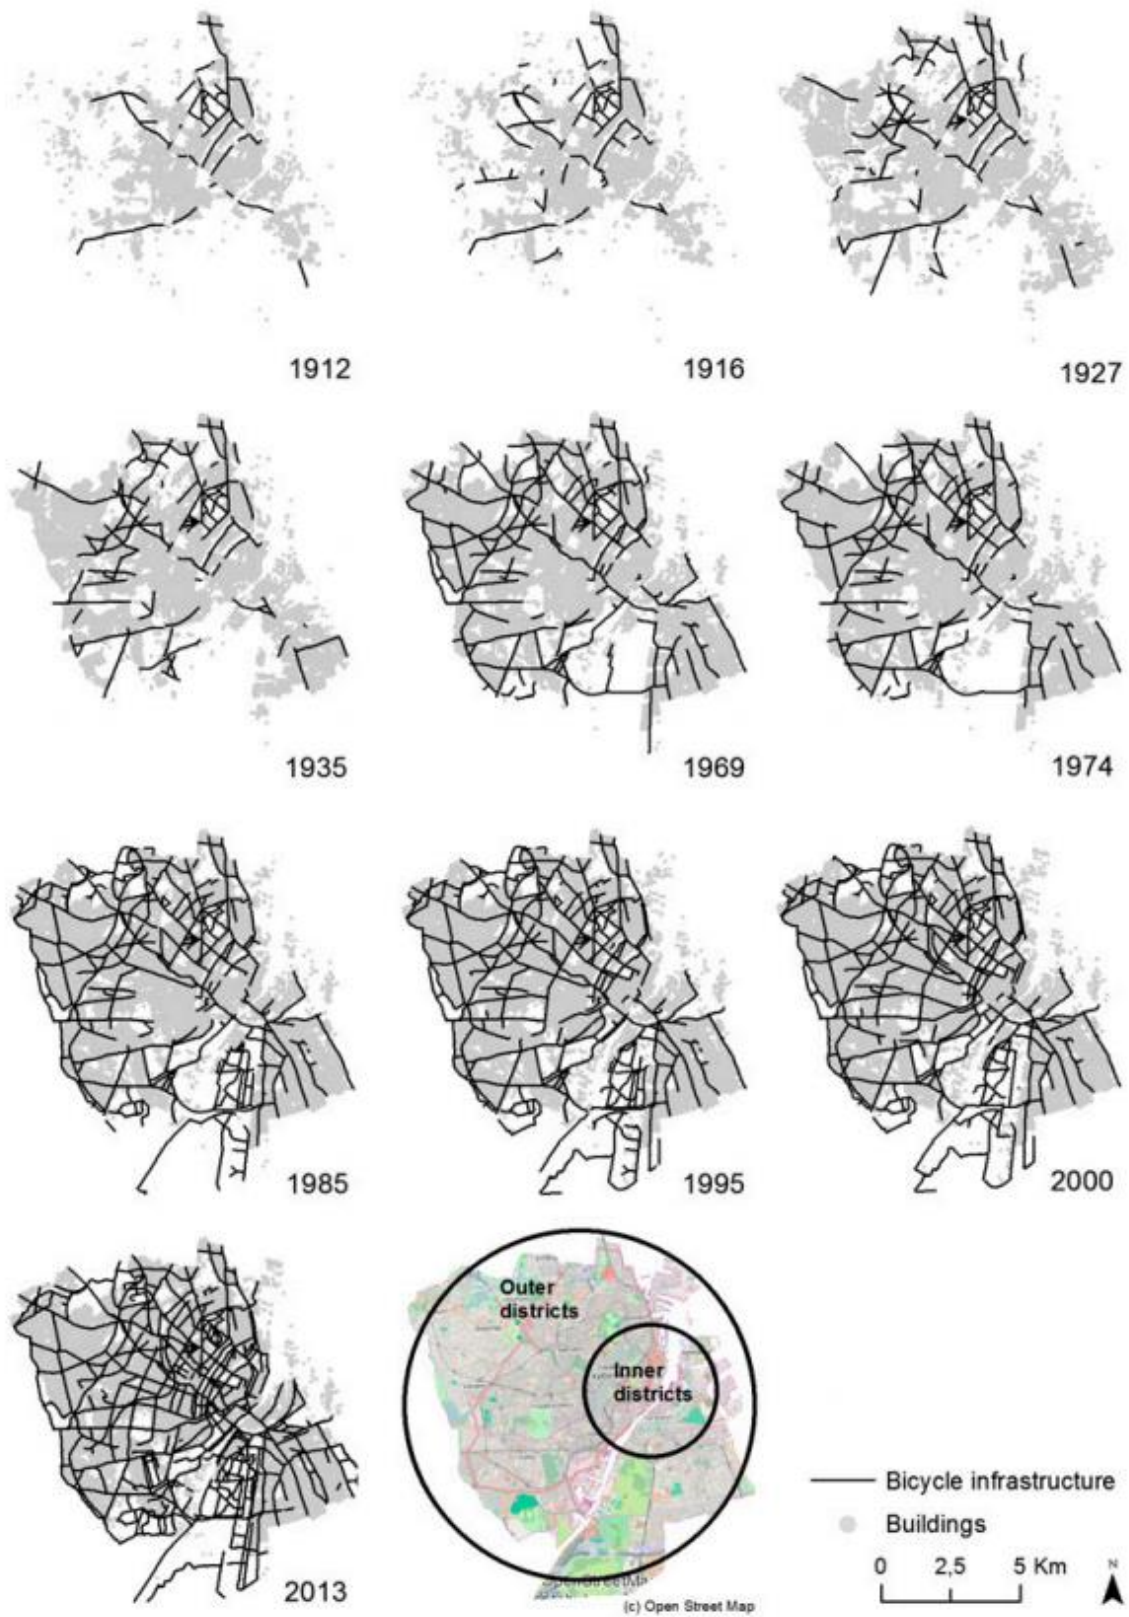 1912
1916
1927
1935
1969
1974
1985
1995
2000
2013
Outer
districts
Inner
districts
(c) Open Street Map
Bicycle infrastructure
Buildings
0 2,5 5 Km
N